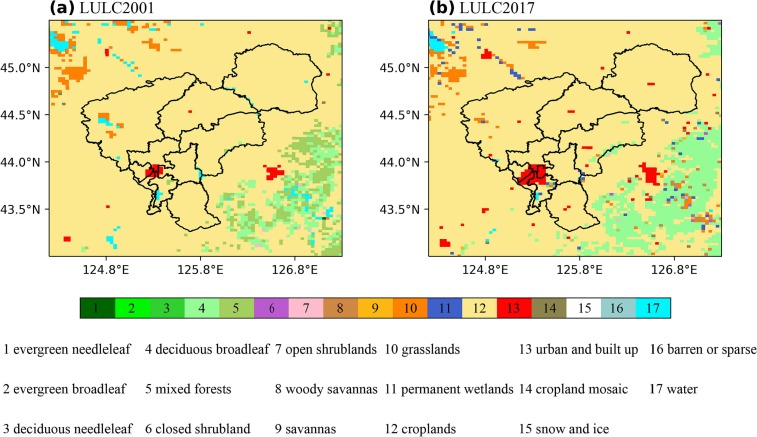 (a) LULC2001
(b) LULC2017
45.0°N
44.5°N
44.0°N
43.5°N
124.8°E 125.8°E 126.8°E
45.0°N
44.5°N
44.0°N
43.5°N
124.8°E 125.8°E 126.8°E
1 2 3 4 5 6 7 8 9 10 11 12 13 14 15 16 17
1 evergreen needleleaf 4 deciduous broadleaf 7 open shrublands 10 grasslands 13 urban and built up 16 barren or sparse
2 evergreen broadleaf 5 mixed forests 8 woody savannas 11 permanent wetlands 14 cropland mosaic 17 water
3 deciduous needleleaf 6 closed shrubland 9 savannas 12 croplands 15 snow and ice